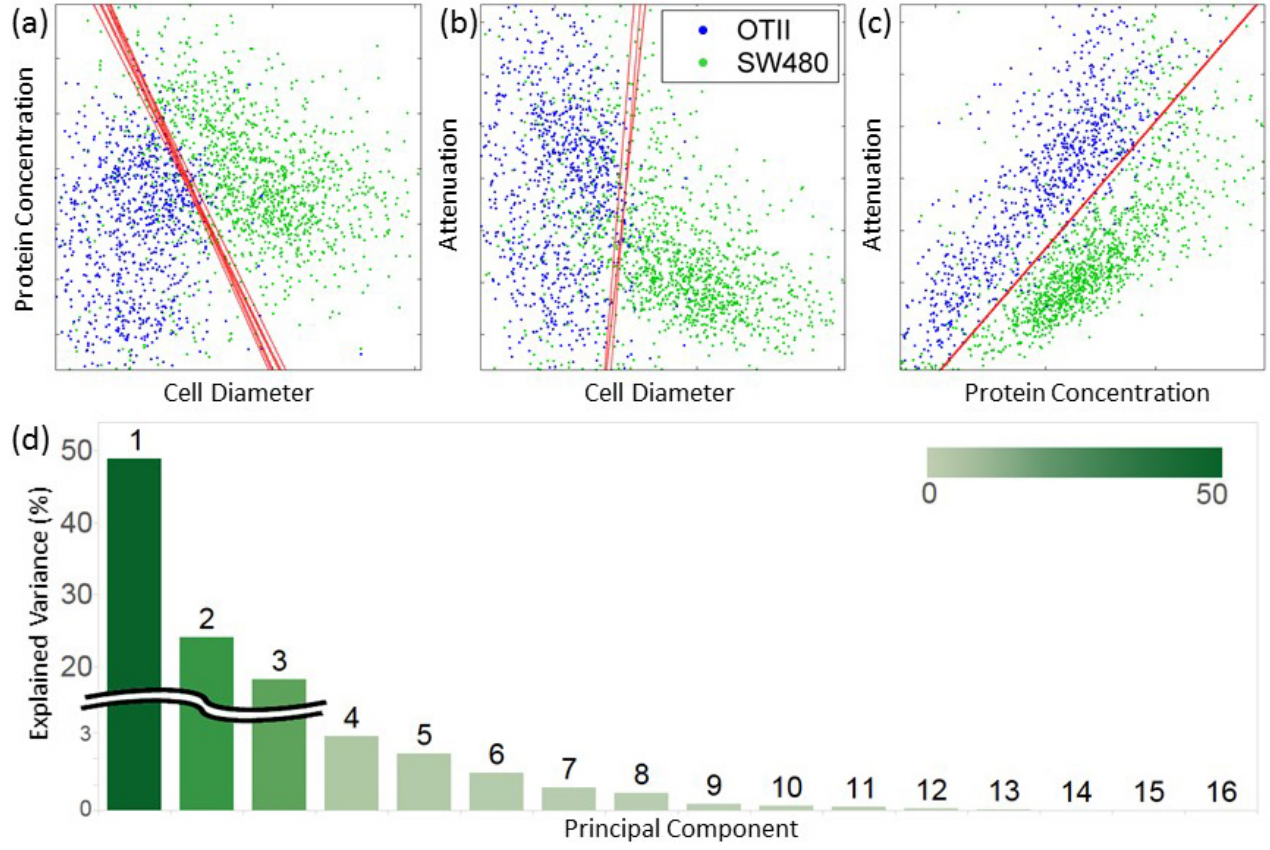 (a)
Protein Concentration
Cell Diameter
(b)
OTII
SW480
Attenuation
Cell Diameter
(c)
Attenuation
Protein Concentration
(d)
Explained Variance (%)
50
40
30
20
3
0
1
2
3
4
5
6
7
8
9
10
11
12
13
14
15
16
0
50
Principal Component